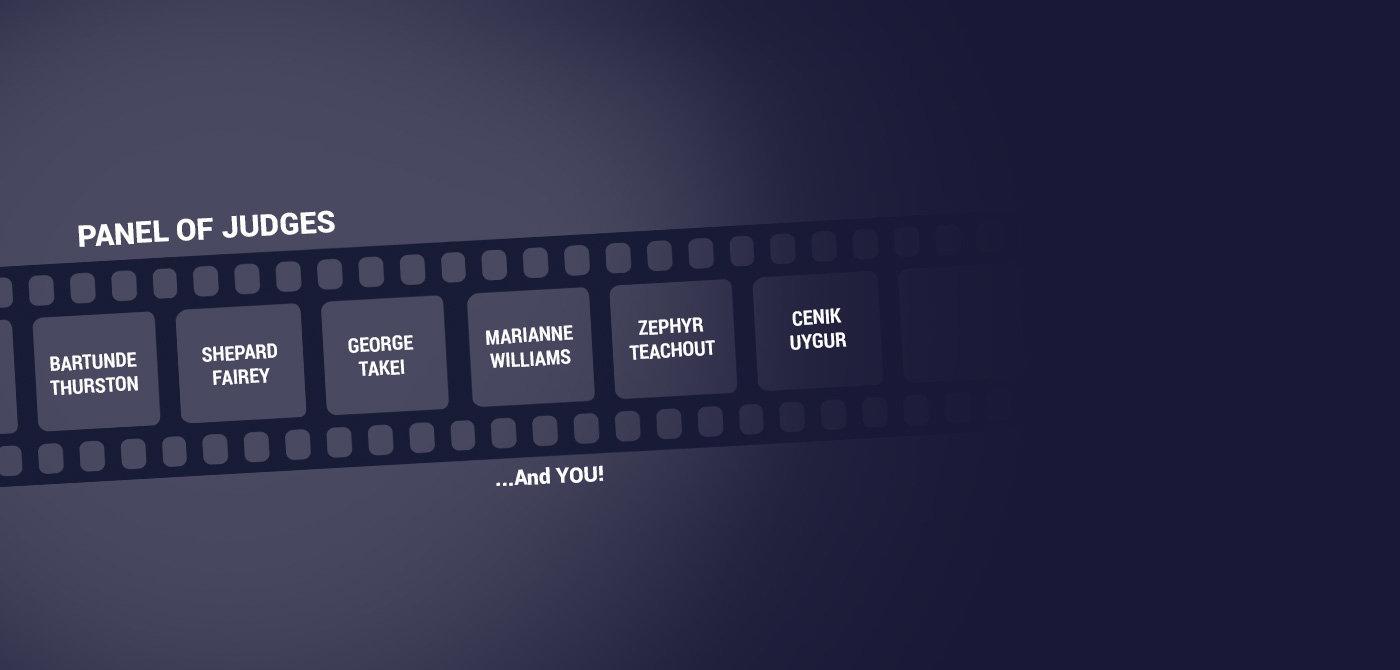 PANEL OF JUDGES
BARTUNDE
THURSTON
SHEPARD
FAIREY
GEORGE
TAKEI
MARIANNE
WILLIAMS
ZEPHYR
TEACHOUT
CENIK
UYGUR
...And YOU!